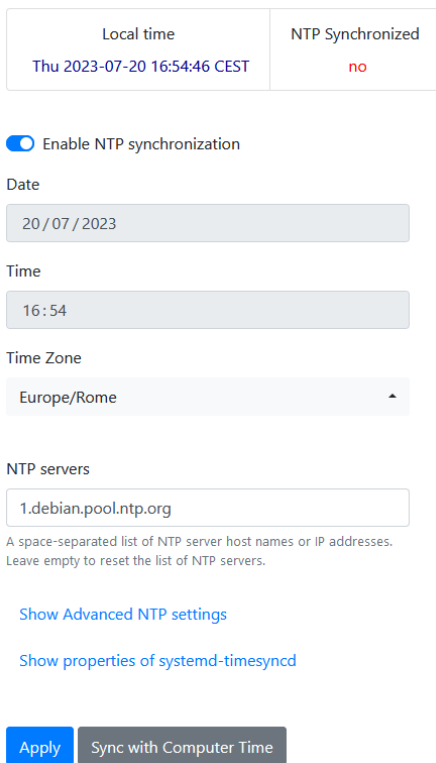 Local time
NTP Synchronized
Thu 2023-07-20 16:54:46 CEST
no
Enable NTP synchronization
Date
20/07/2023
Time
16:54
Time Zone
Europe/Rome
NTP servers
1.debian.pool.ntp.org
A space-separated list of NTP server host names or IP addresses.
Leave empty to reset the list of NTP servers.
Show Advanced NTP settings
Show properties of systemd-timesyncd
Apply
Sync with Computer Time